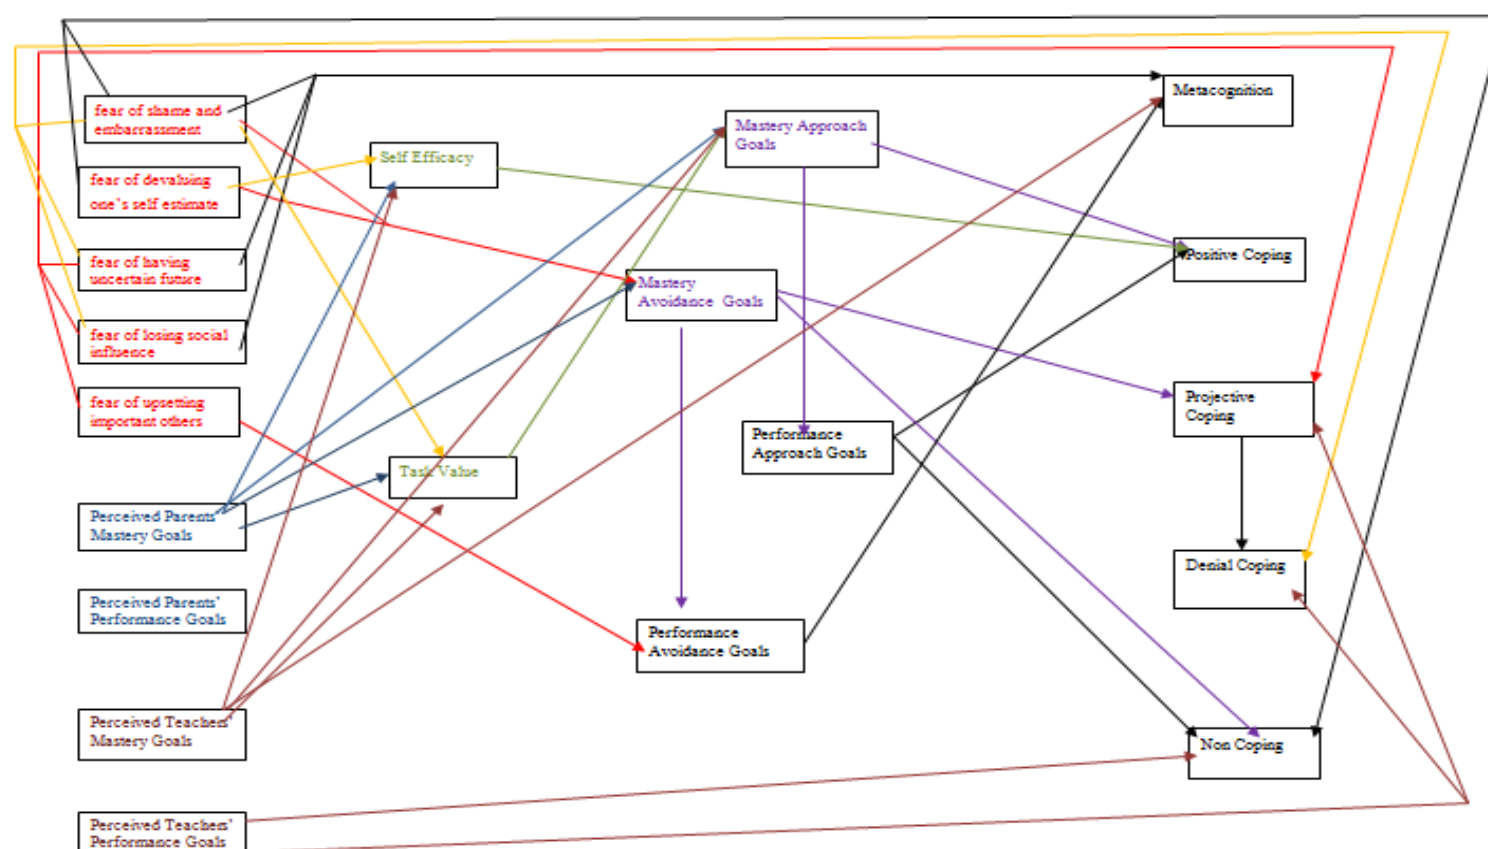 fear of shame and
embarrassment
fear of devaluing
one's self estimate
fear of having
uncertain future
fear of losing social
influence
fear of upsetting
important others
Perceived Parents'
Mastery Goals
Perceived Parents'
Performance Goals
Perceived Teachers'
Mastery Goals
Perceived Teachers'
Performance Goals
Self Efficacy
Task Value
Mastery Approach
Goals
Mastery
Avoidance Goals
Performance
Approach Goals
Performance
Avoidance Goals
Metacognition
Positive Coping
Projective
Coping
Denial Coping
Non Coping